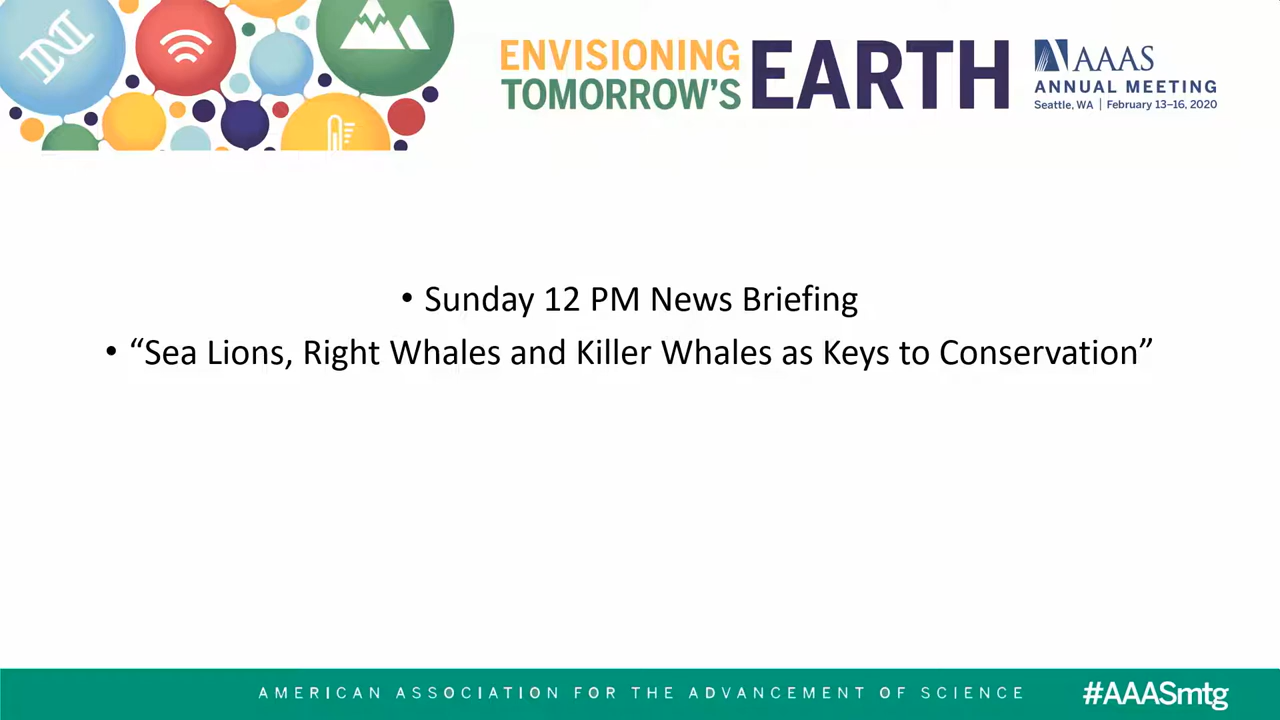 ENVISIONING
TOMORROW'S
EARTH
AAAS
ANNUAL MEETING
Seattle, WA | February 13–16, 2020
• Sunday 12 PM News Briefing
• “Sea Lions, Right Whales and Killer Whales as Keys to Conservation”
AMERICAN ASSOCIATION FOR THE ADVANCEMENT OF SCIENCE
#AAASmtg